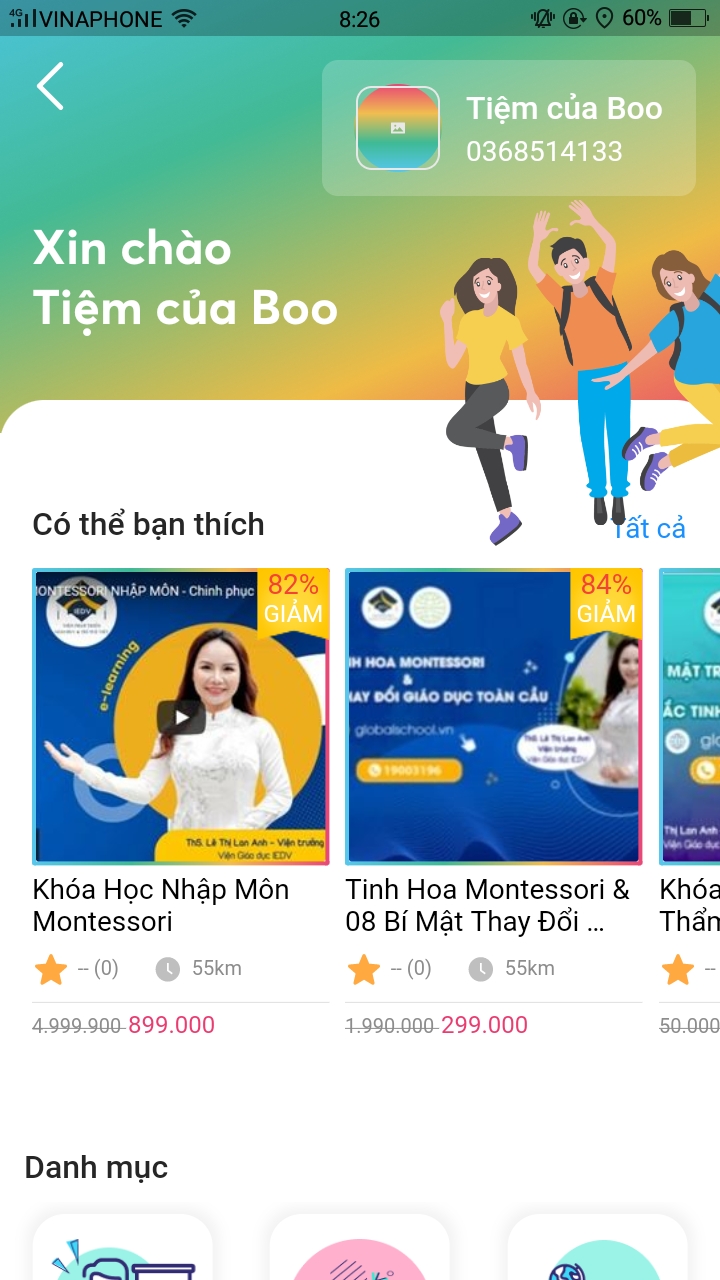 4G VINAPHONE 8:26 60%
Tiệm của Boo
0368514133
Xin chào
Tiệm của Boo
Có thể bạn thích
Tất cả
MONTESSORI NHẬP MÔN - Chinh phục
82%
GIẢM
IEDV
e-learning
ThS. Lê Thị Lan Anh - Viện trưởng
Viện Giáo dục IEDV
84%
GIẢM
NH HOA MONTESSORI
&
HAY ĐỔI GIÁO DỤC TOÀN CẦU
globalschool.vn
19003196
ThS. Lê Thị Lan Anh
Viện trưởng
Viện Giáo dục IEDV
MẬT TR
ẮC TINH
glo
Thị Lan Anh
Viện Giáo dục
Khóa Học Nhập Môn
Montessori
-- (0) 55km
4.999.900 899.000
Tinh Hoa Montessori &
08 Bí Mật Thay Đổi ...
-- (0) 55km
1.990.000 299.000
Khóa
Thẩm
--
50.000
Danh mục